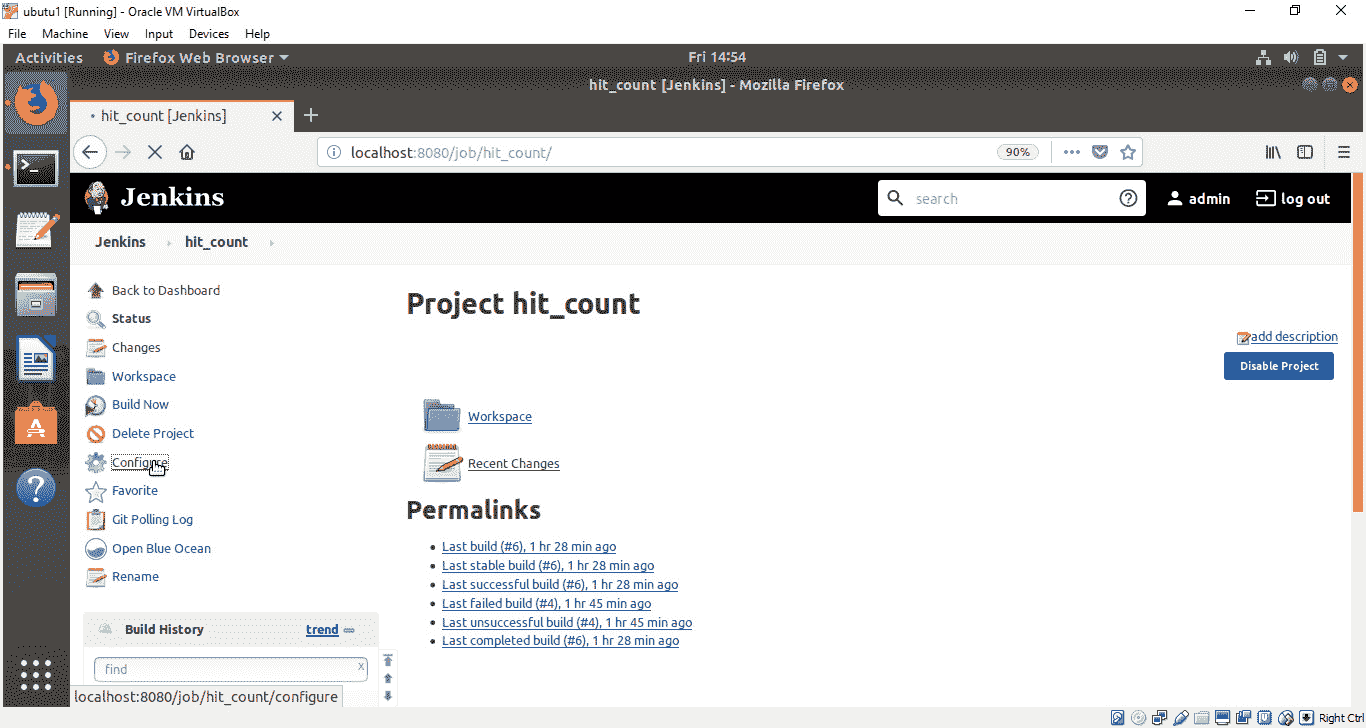 ubutu1 [Running] - Oracle VM VirtualBox
File Machine View Input Devices Help
Activities Firefox Web Browser Fri 14:54
hit_count [Jenkins] - Mozilla Firefox
hit_count [Jenkins]
localhost:8080/job/hit_count/ 90%
Jenkins search admin log out
Jenkins hit_count
Back to Dashboard
Status
Changes
Workspace
Build Now
Delete Project
Configure
Favorite
Git Polling Log
Open Blue Ocean
Rename
Build History trend
find x
localhost:8080/job/hit_count/configure
Project hit_count
add description
Disable Project
Workspace
Recent Changes
Permalinks
Last build (#6), 1 hr 28 min ago
Last stable build (#6), 1 hr 28 min ago
Last successful build (#6), 1 hr 28 min ago
Last failed build (#4), 1 hr 45 min ago
Last unsuccessful build (#4), 1 hr 45 min ago
Last completed build (#6), 1 hr 28 min ago
Right Ctrl